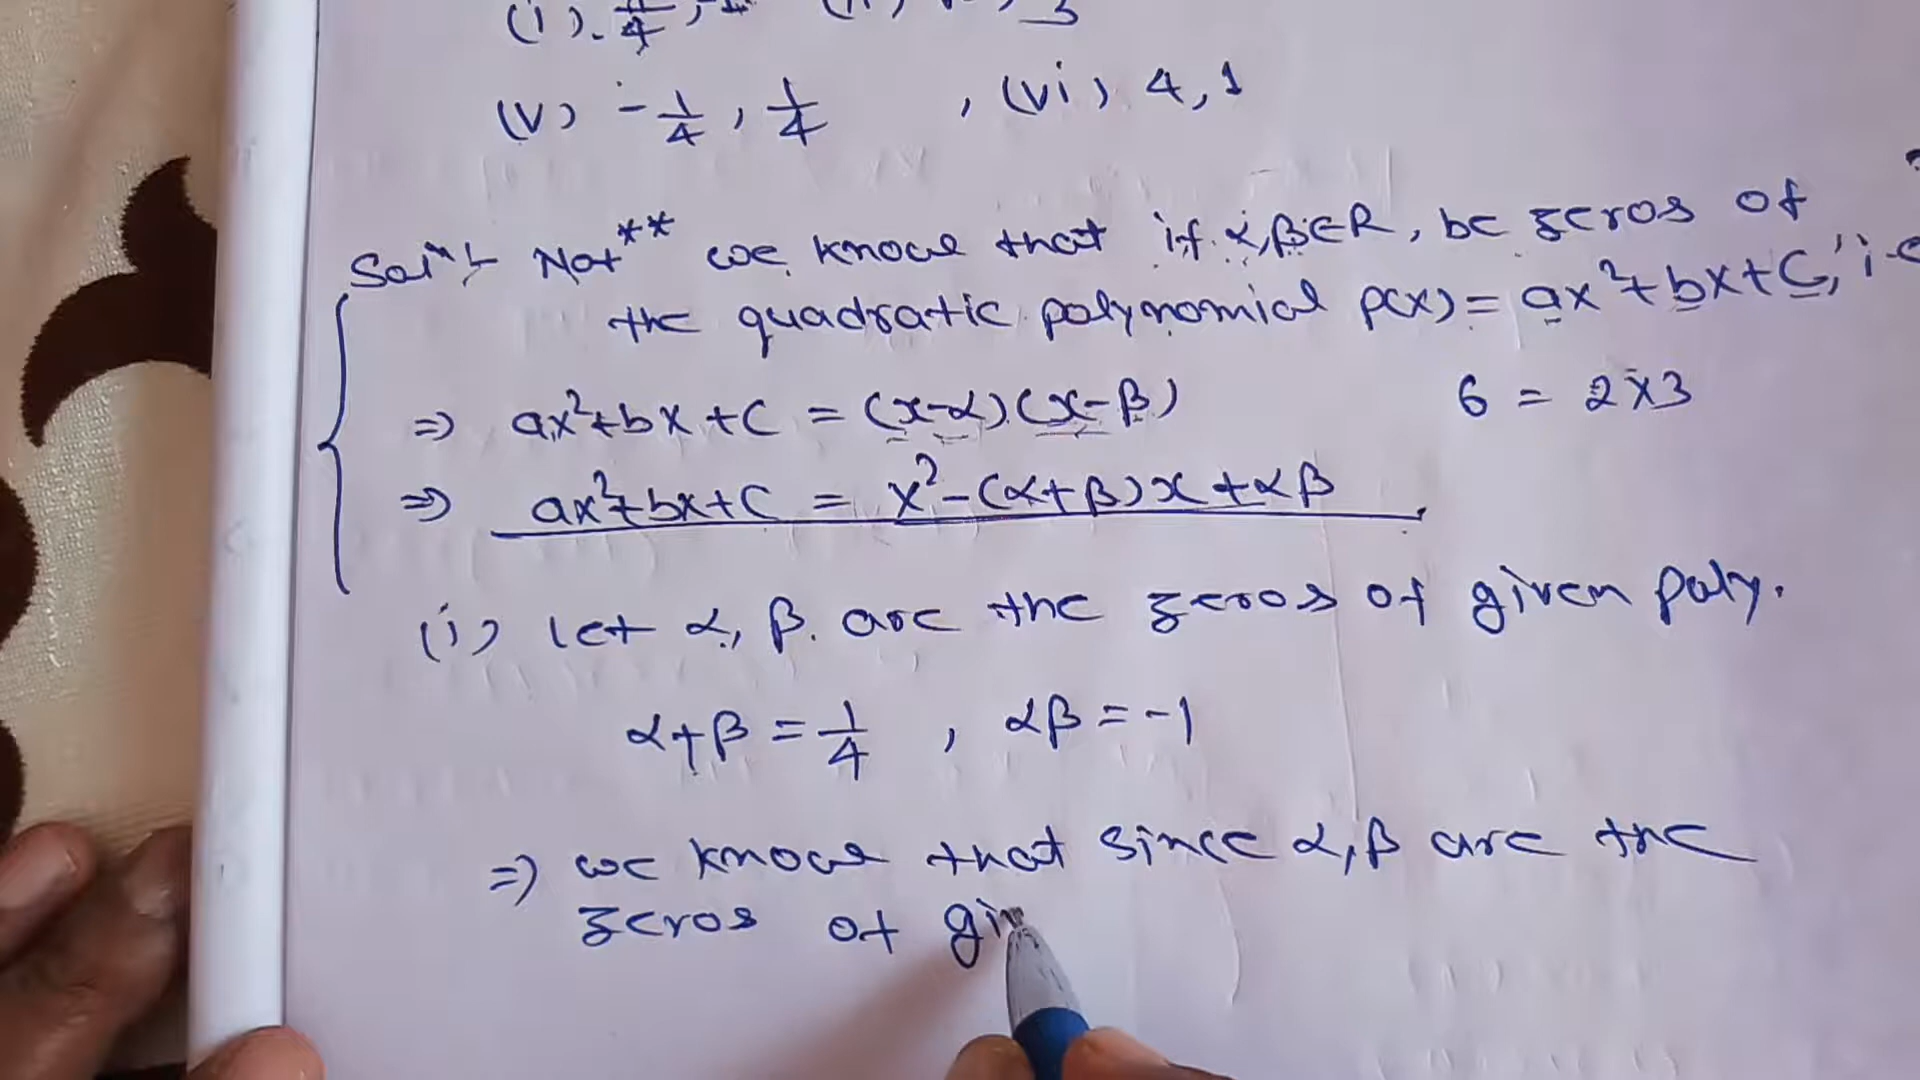 (v) -1/4, 1/4 , (vi) 4, 1
Solⁿ:- Not** we know that if α,β∈R, be zeros of
the quadratic polynomial p(x) = ax²+bx+c, i.e
⇒ ax²+bx+c = (x-α)(x-β) 6 = 2×3
⇒ ax²+bx+c = x²-(α+β)x+αβ
(i) let α, β are the zeros of given poly.
α+β = 1/4 , αβ = -1
⇒ we know that since α,β are the
zeros of gi